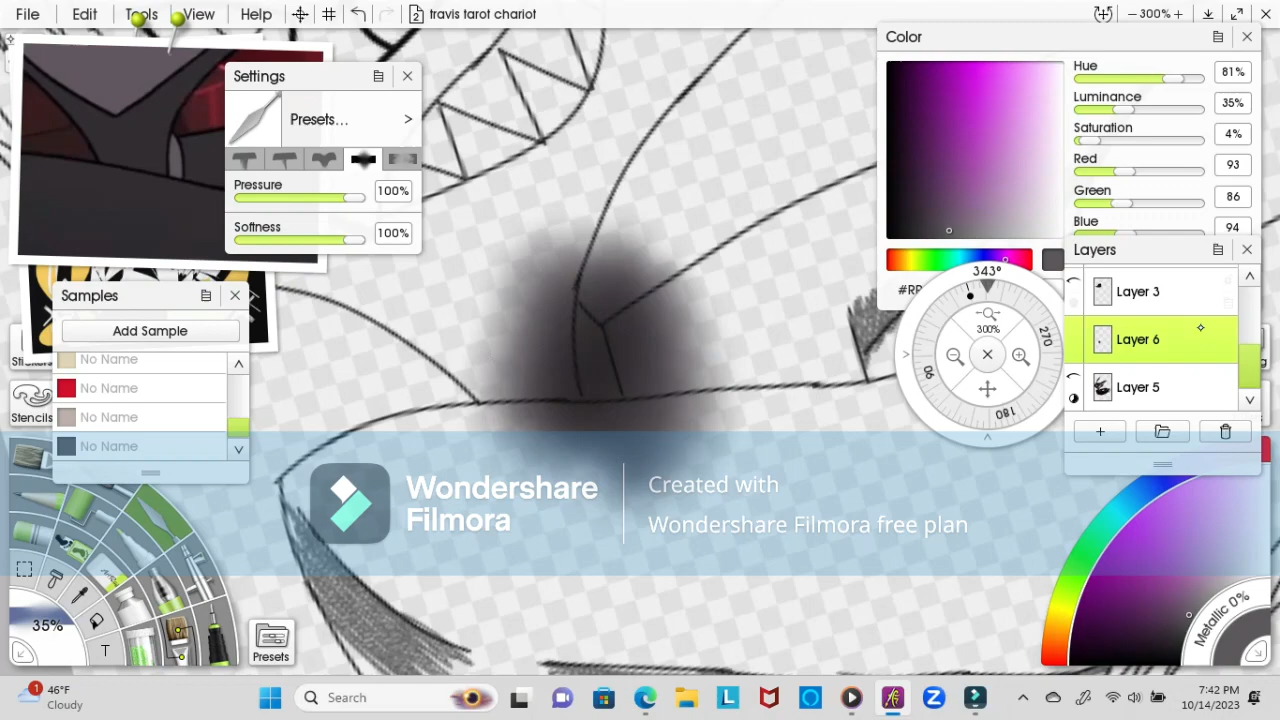 File
Edit
Tools
View
Help
2
travis tarot chariot
300%
Settings
Presets...
Pressure
100%
Softness
100%
Color
Hue
81%
Luminance
35%
Saturation
4%
Red
93
Green
86
Blue
94
Layers
Layer 3
Layer 6
Layer 5
343°
300%
270
180
90
Samples
Add Sample
No Name
No Name
No Name
No Name
Stencils
Wondershare
Filmora
Created with
Wondershare Filmora free plan
35%
T
Presets
Metallic 0%
1
46°F
Cloudy
Search
L
Z
7:42 PM
10/14/2023